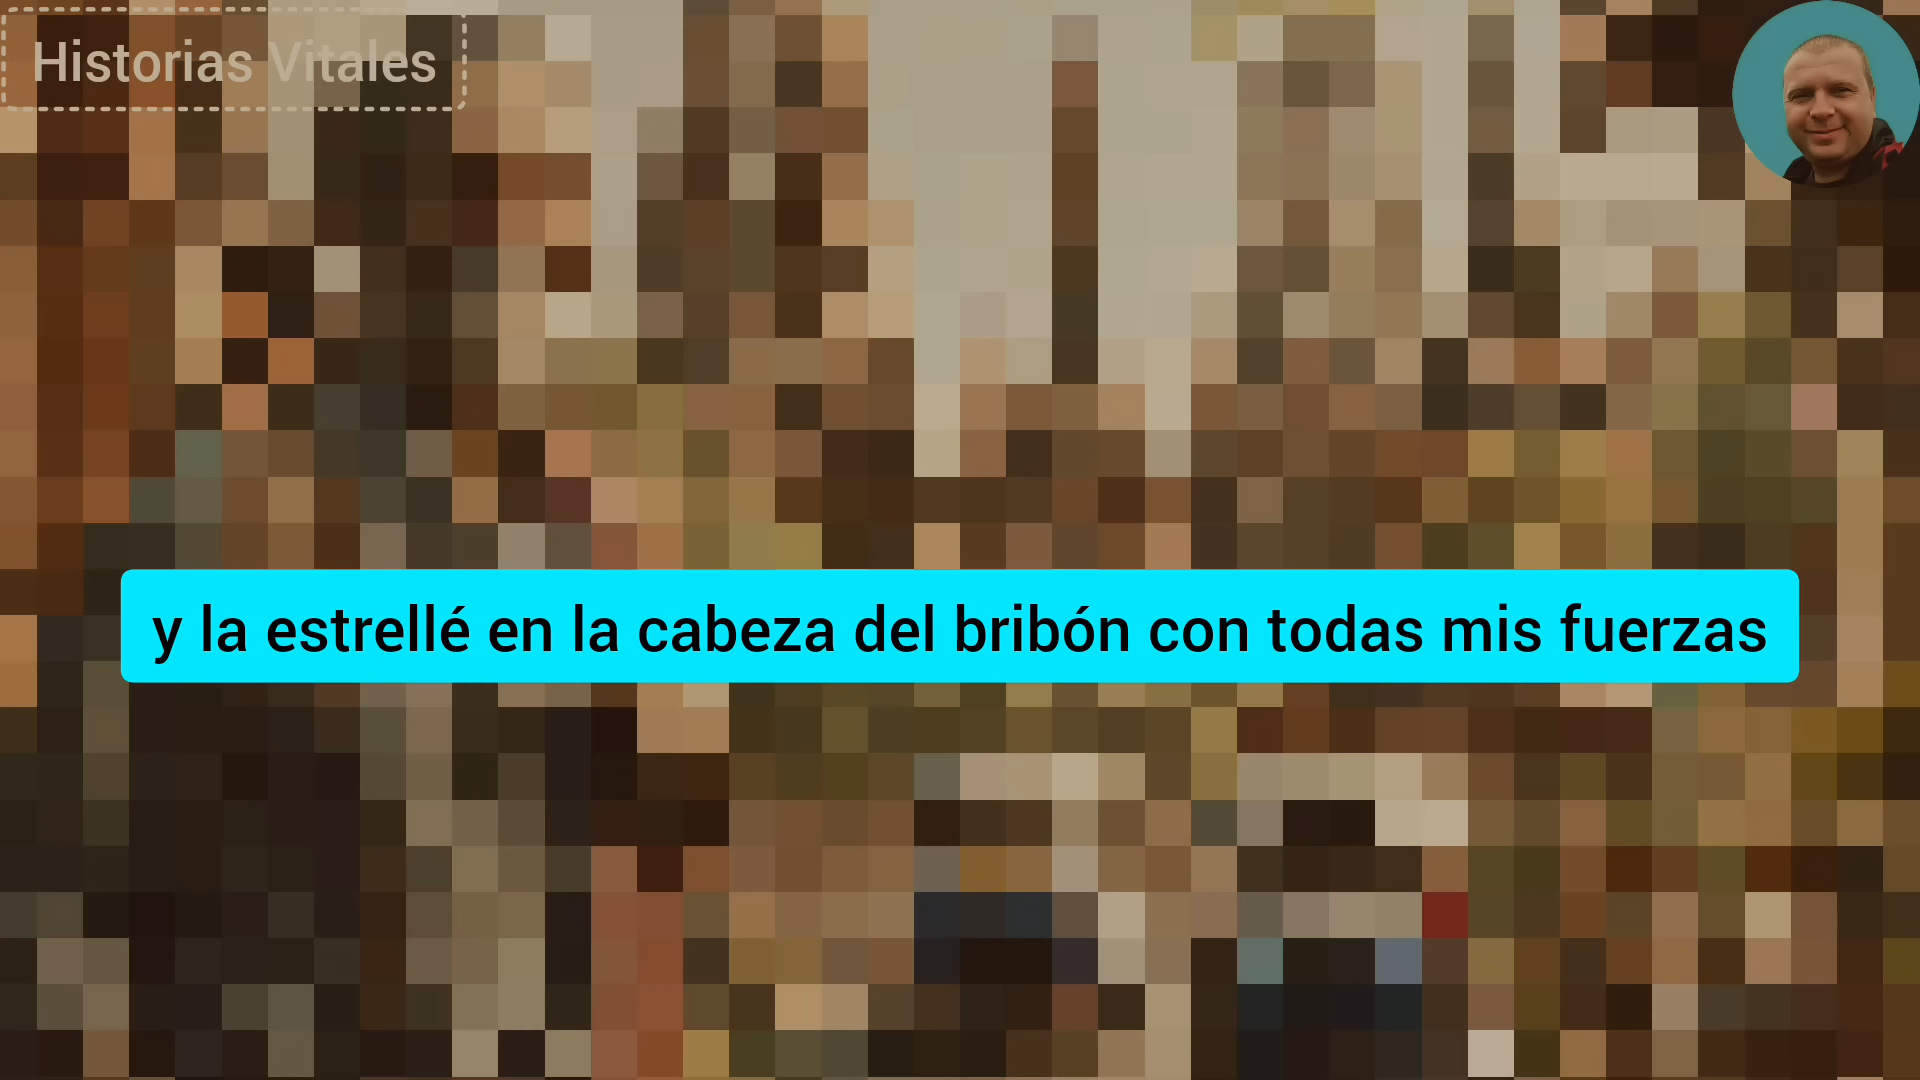 Historias Vitales
y la estrellé en la cabeza del bribón con todas mis fuerzas